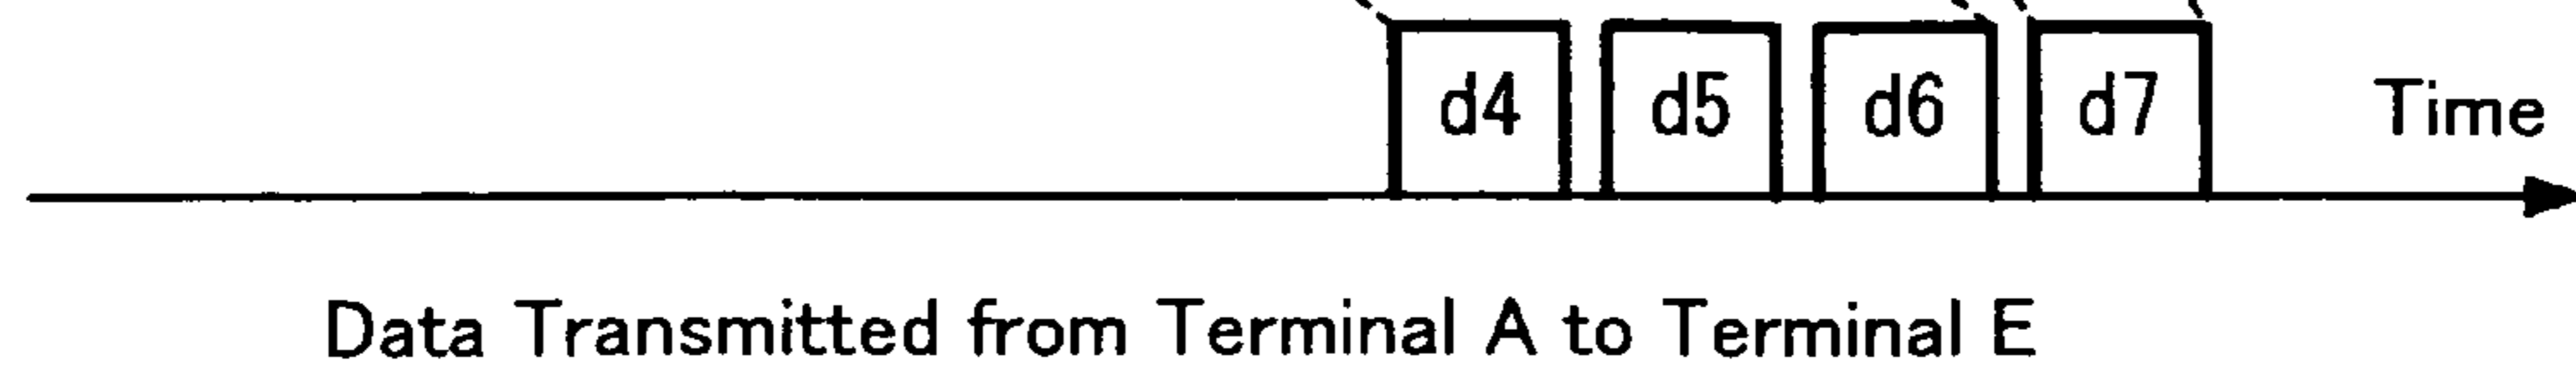 d4 d5 d6 d7 Time
Data Transmitted from Terminal A to Terminal E